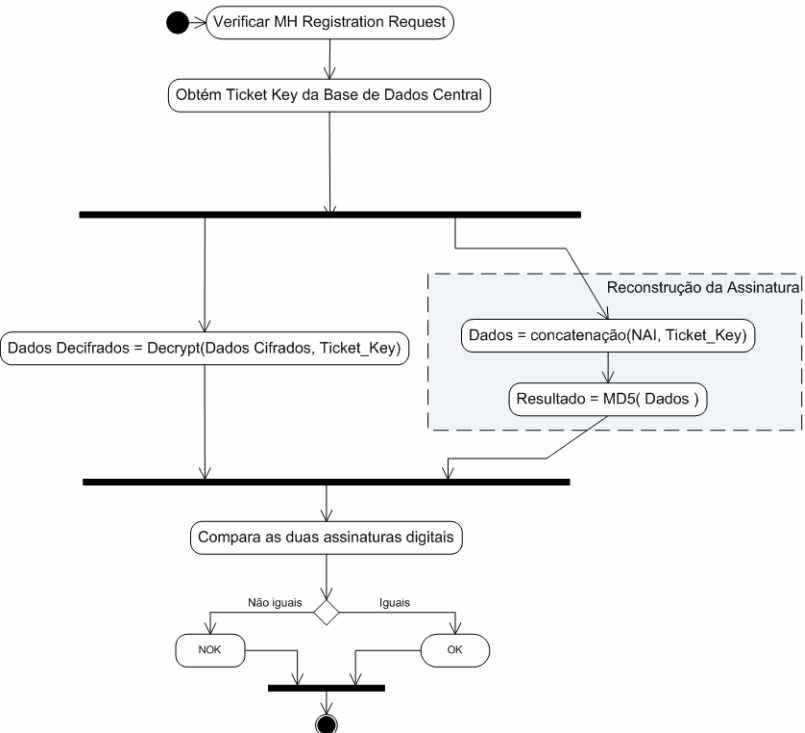 Verificar MH Registration Request
Obtém Ticket Key da Base de Dados Central
Reconstrução da Assinatura
Dados = concatenação(NAI, Ticket_Key)
Dados Decifrados = Decrypt(Dados Cifrados, Ticket_Key)
Resultado = MD5( Dados )
Compara as duas assinaturas digitais
Não iguais
Iguais
NOK
OK